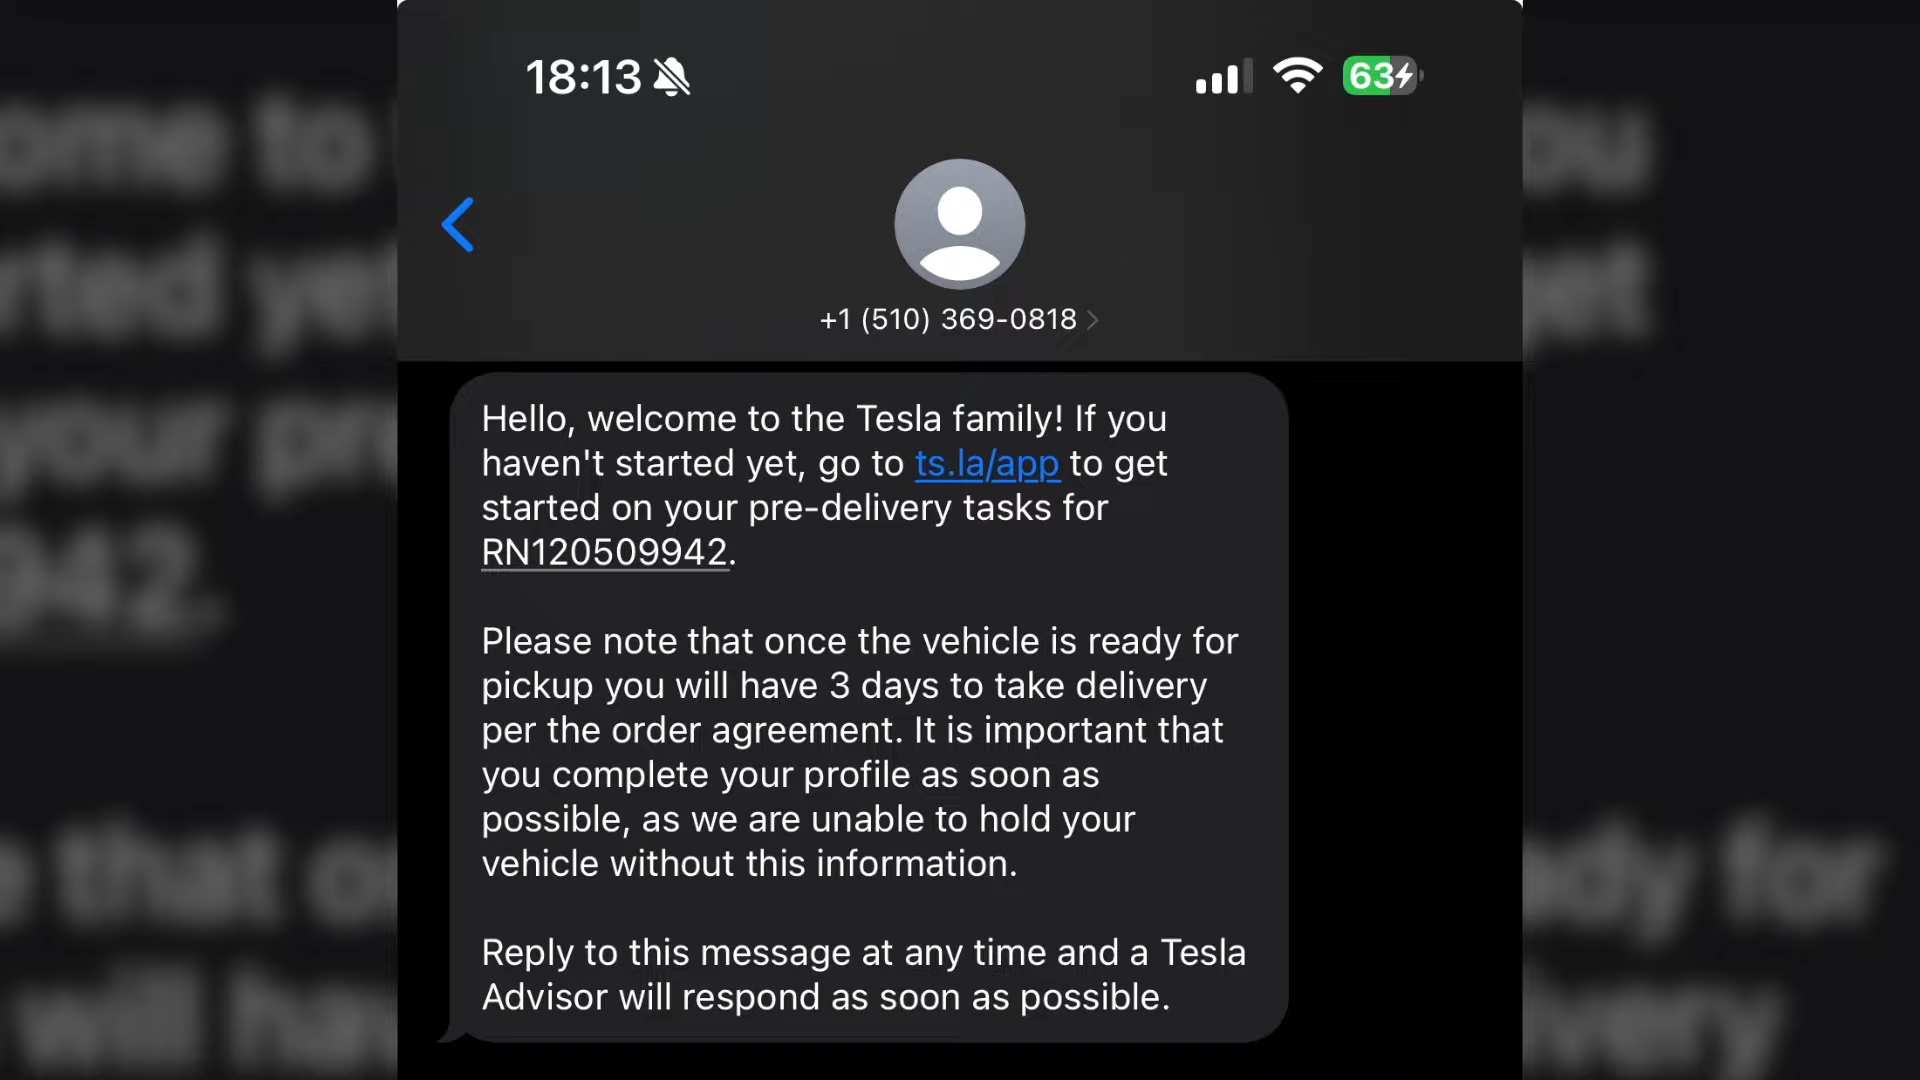 18:13
63
+1 (510) 369-0818
Hello, welcome to the Tesla family! If you
haven't started yet, go to ts.la/app to get
started on your pre-delivery tasks for
RN120509942.
Please note that once the vehicle is ready for
pickup you will have 3 days to take delivery
per the order agreement. It is important that
you complete your profile as soon as
possible, as we are unable to hold your
vehicle without this information.
Reply to this message at any time and a Tesla
Advisor will respond as soon as possible.